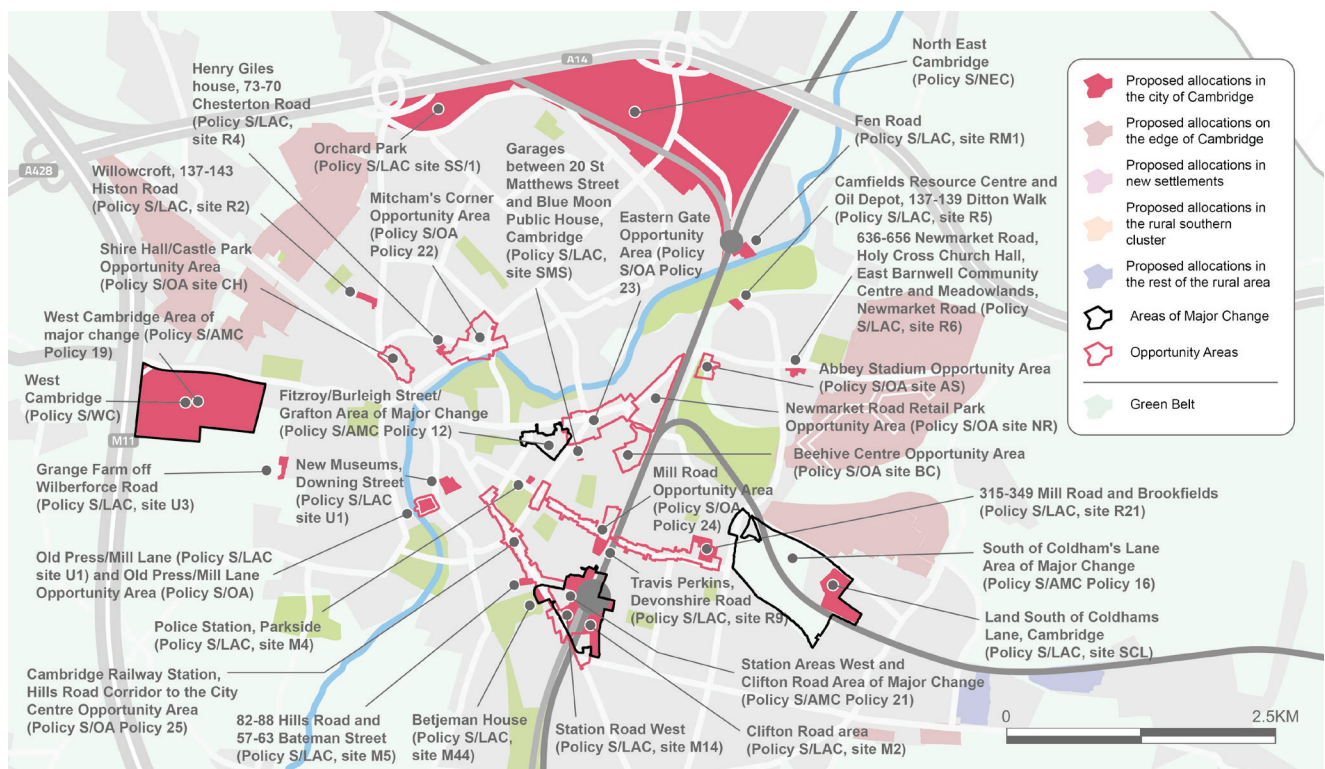 A14
North East
Cambridge
(Policy S/NEC)
Henry Giles
house, 73-70
Chesterton Road
(Policy S/LAC,
site R4)
Orchard Park
(Policy S/LAC site SS/1)
Garages
between 20 St
Matthews Street
and Blue Moon
Public House,
Cambridge
(Policy S/LAC,
site SMS)
Fen Road
(Policy S/LAC, site RM1)
A428
Willowcroft, 137-143
Histon Road
(Policy S/LAC, site R2)
Mitcham's Corner
Opportunity Area
(Policy S/OA
Policy 22)
Eastern Gate
Opportunity
Area (Policy
S/OA Policy
23)
Camfields Resource Centre and
Oil Depot, 137-139 Ditton Walk
(Policy S/LAC, site R5)
636-656 Newmarket Road,
Holy Cross Church Hall,
East Barnwell Community
Centre and Meadowlands,
Newmarket Road (Policy
S/LAC, site R6)
Shire Hall/Castle Park
Opportunity Area
(Policy S/OA site CH)
West Cambridge Area of
major change (Policy S/AMC
Policy 19)
West
Cambridge
(Policy S/WC)
M11
Fitzroy/Burleigh Street/
Grafton Area of Major Change
(Policy S/AMC Policy 12)
Abbey Stadium Opportunity Area
(Policy S/OA site AS)
Newmarket Road Retail Park
Opportunity Area (Policy S/OA site NR)
Beehive Centre Opportunity Area
(Policy S/OA site BC)
Grange Farm off
Wilberforce Road
(Policy S/LAC, site U3)
New Museums,
Downing Street
(Policy S/LAC
site U1)
Mill Road
Opportunity Area
(Policy S/OA
Policy 24)
315-349 Mill Road and Brookfields
(Policy S/LAC, site R21)
Old Press/Mill Lane (Policy S/LAC
site U1) and Old Press/Mill Lane
Opportunity Area (Policy S/OA)
South of Coldham's Lane
Area of Major Change
(Policy S/AMC Policy 16)
Travis Perkins,
Devonshire Road
(Policy S/LAC, site R9)
Police Station, Parkside
(Policy S/LAC, site M4)
Land South of Coldhams
Lane, Cambridge
(Policy S/LAC, site SCL)
Cambridge Railway Station,
Hills Road Corridor to the City
Centre Opportunity Area
(Policy S/OA Policy 25)
Station Areas West and
Clifton Road Area of Major Change
(Policy S/AMC Policy 21)
82-88 Hills Road and
57-63 Bateman Street
(Policy S/LAC, site M5)
Betjeman House
(Policy S/LAC,
site M44)
Station Road West
(Policy S/LAC, site M14)
Clifton Road area
(Policy S/LAC, site M2)
Proposed allocations in
the city of Cambridge
Proposed allocations on
the edge of Cambridge
Proposed allocations in
new settlements
Proposed allocations in
the rural southern
cluster
Proposed allocations in
the rest of the rural area
Areas of Major Change
Opportunity Areas
Green Belt
0 2.5KM